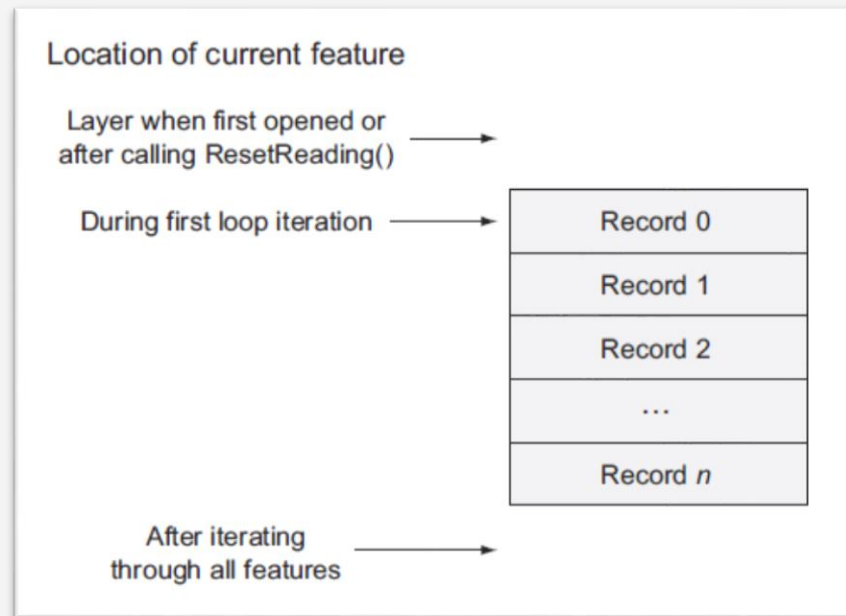 Location of current feature
Layer when first opened or
after calling ResetReading()
During first loop iteration
Record 0
Record 1
Record 2
...
Record n
After iterating
through all features